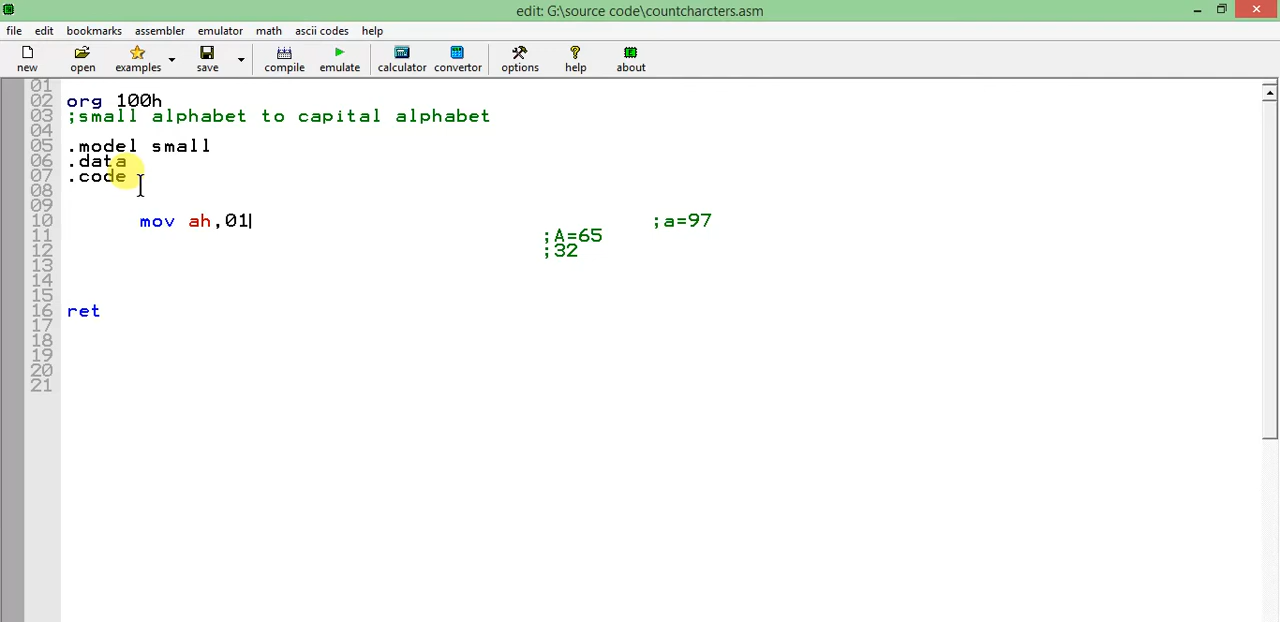 edit: G:\source code\countcharcters.asm
file edit bookmarks assembler emulator math ascii codes help
new open examples save compile emulate calculator convertor options help about
01
02 org 100h
03 ;small alphabet to capital alphabet
04
05 .model small
06 .data
07 .code
08
09
10 mov ah,01 ;a=97
11 ;A=65
12 ;32
13
14
15
16 ret
17
18
19
20
21